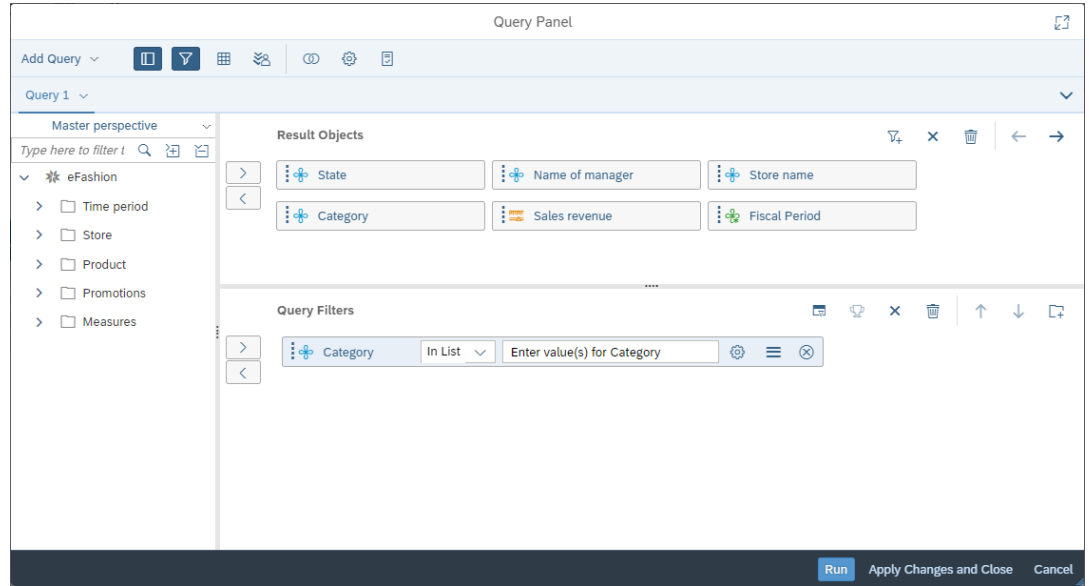 Query Panel
Add Query
Query 1
Master perspective
Type here to filter t
eFashion
Time period
Store
Product
Promotions
Measures
Result Objects
State
Name of manager
Store name
Category
Sales revenue
Fiscal Period
Query Filters
Category In List Enter value(s) for Category
Run Apply Changes and Close Cancel